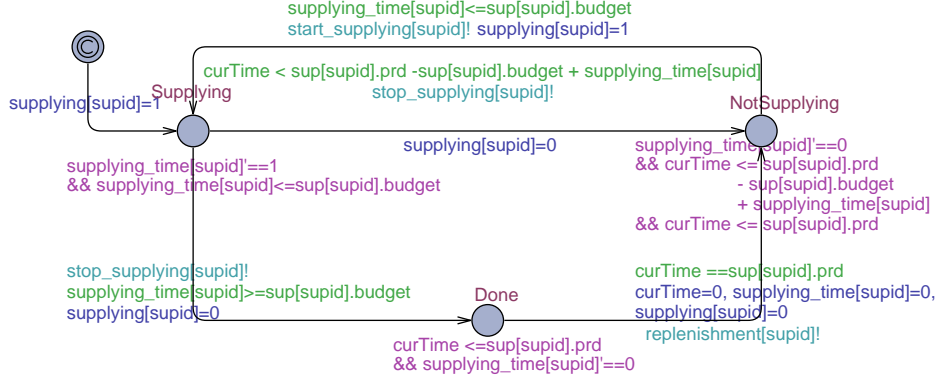 supplying_time[supid]<=sup[supid].budget
start_supplying[supid]! supplying[supid]=1
curTime < sup[supid].prd -sup[supid].budget + supplying_time[supid]
stop_supplying[supid]!
Supplying
NotSupplying
supplying[supid]=1
supplying[supid]=0
supplying_time[supid]'==1
&& supplying_time[supid]<=sup[supid].budget
supplying_time[supid]'==0
&& curTime <= sup[supid].prd
- sup[supid].budget
+ supplying_time[supid]
&& curTime <= sup[supid].prd
stop_supplying[supid]!
supplying_time[supid]>=sup[supid].budget
supplying[supid]=0
Done
curTime <=sup[supid].prd
&& supplying_time[supid]'==0
curTime ==sup[supid].prd
curTime=0, supplying_time[supid]=0,
supplying[supid]=0
replenishment[supid]!